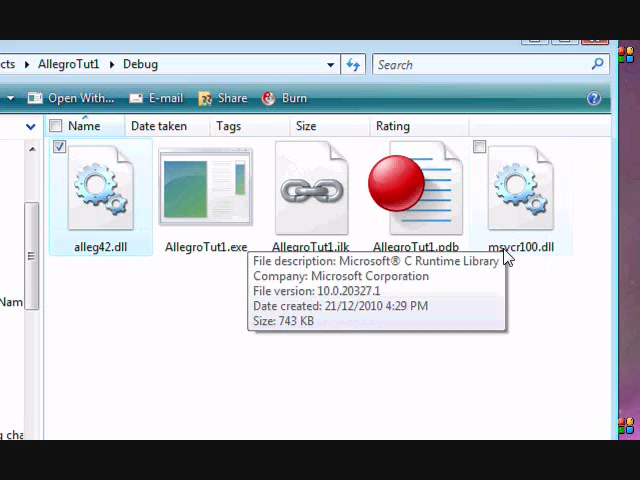 cts AllegroTut1 Debug
Search
Open With... E-mail Share Burn
Name Date taken Tags Size Rating
alleg42.dll AllegroTut1.exe AllegroTut1.ilk AllegroTut1.pdb msvcr100.dll
File description: Microsoft® C Runtime Library
Company: Microsoft Corporation
File version: 10.0.20327.1
Date created: 21/12/2010 4:29 PM
Size: 743 KB
Nam
g cha